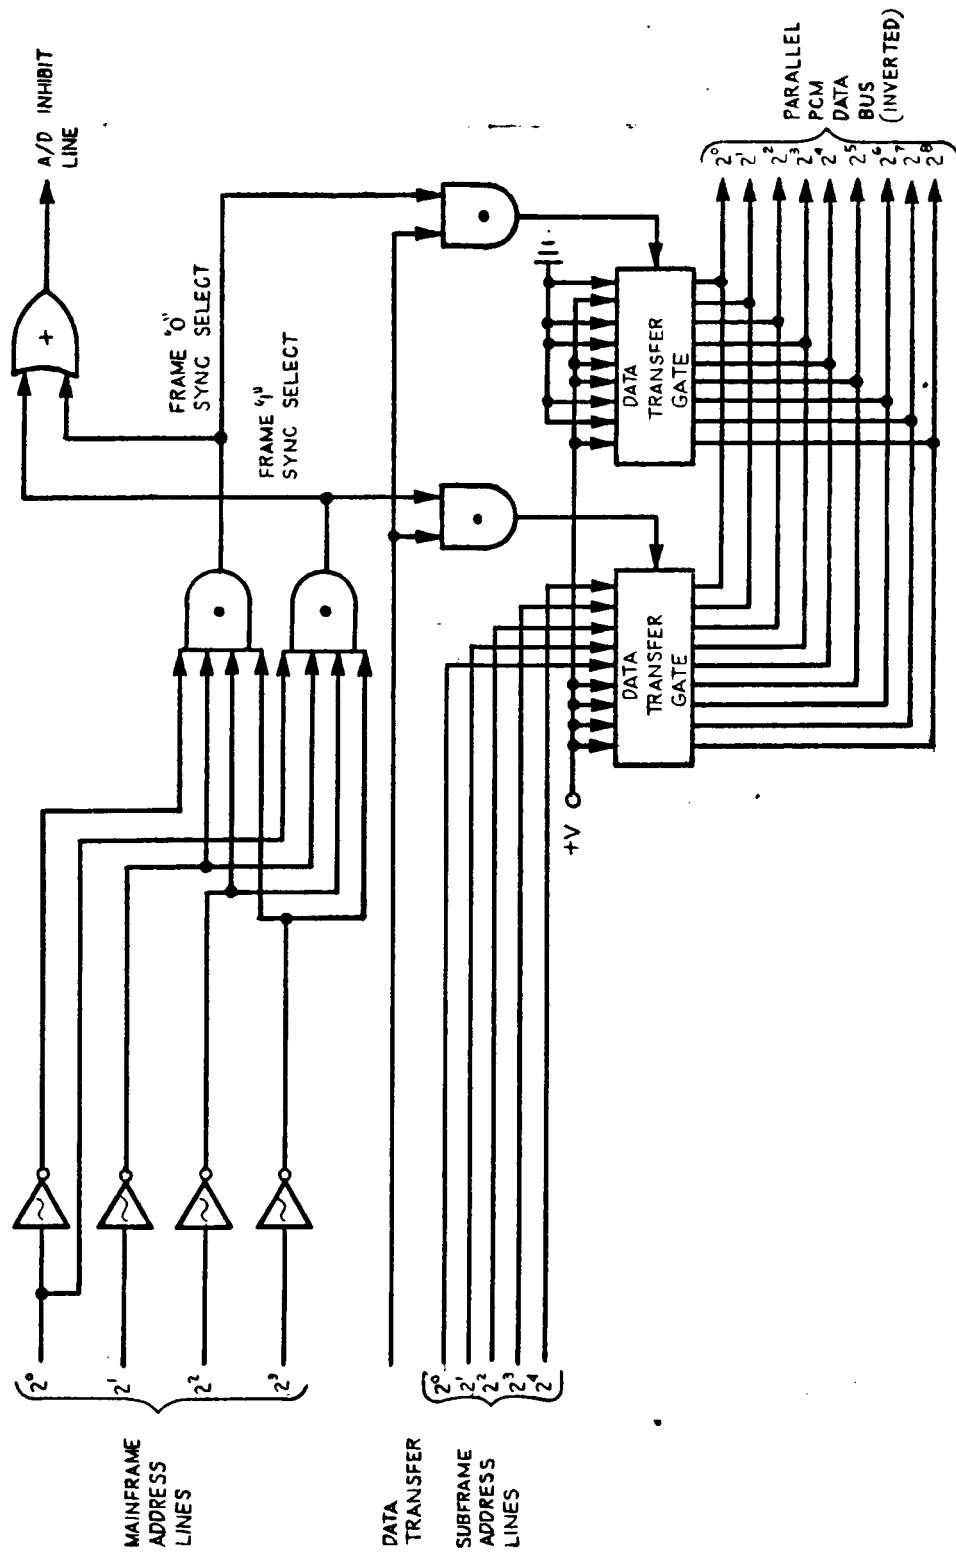 A/D INHIBIT
LINE
FRAME "0"
SYNC SELECT
FRAME "1"
SYNC SELECT
MAINFRAME
ADDRESS
LINES
2⁰
2¹
2²
2³
DATA
TRANSFER
SUBFRAME
ADDRESS
LINES
2⁰
2¹
2²
2³
2⁴
+V
DATA
TRANSFER
GATE
DATA
TRANSFER
GATE
2⁰
2¹
2²
2³
2⁴
2⁵
2⁶
2⁷
2⁸
PARALLEL
PCM
DATA
BUS
(INVERTED)
+